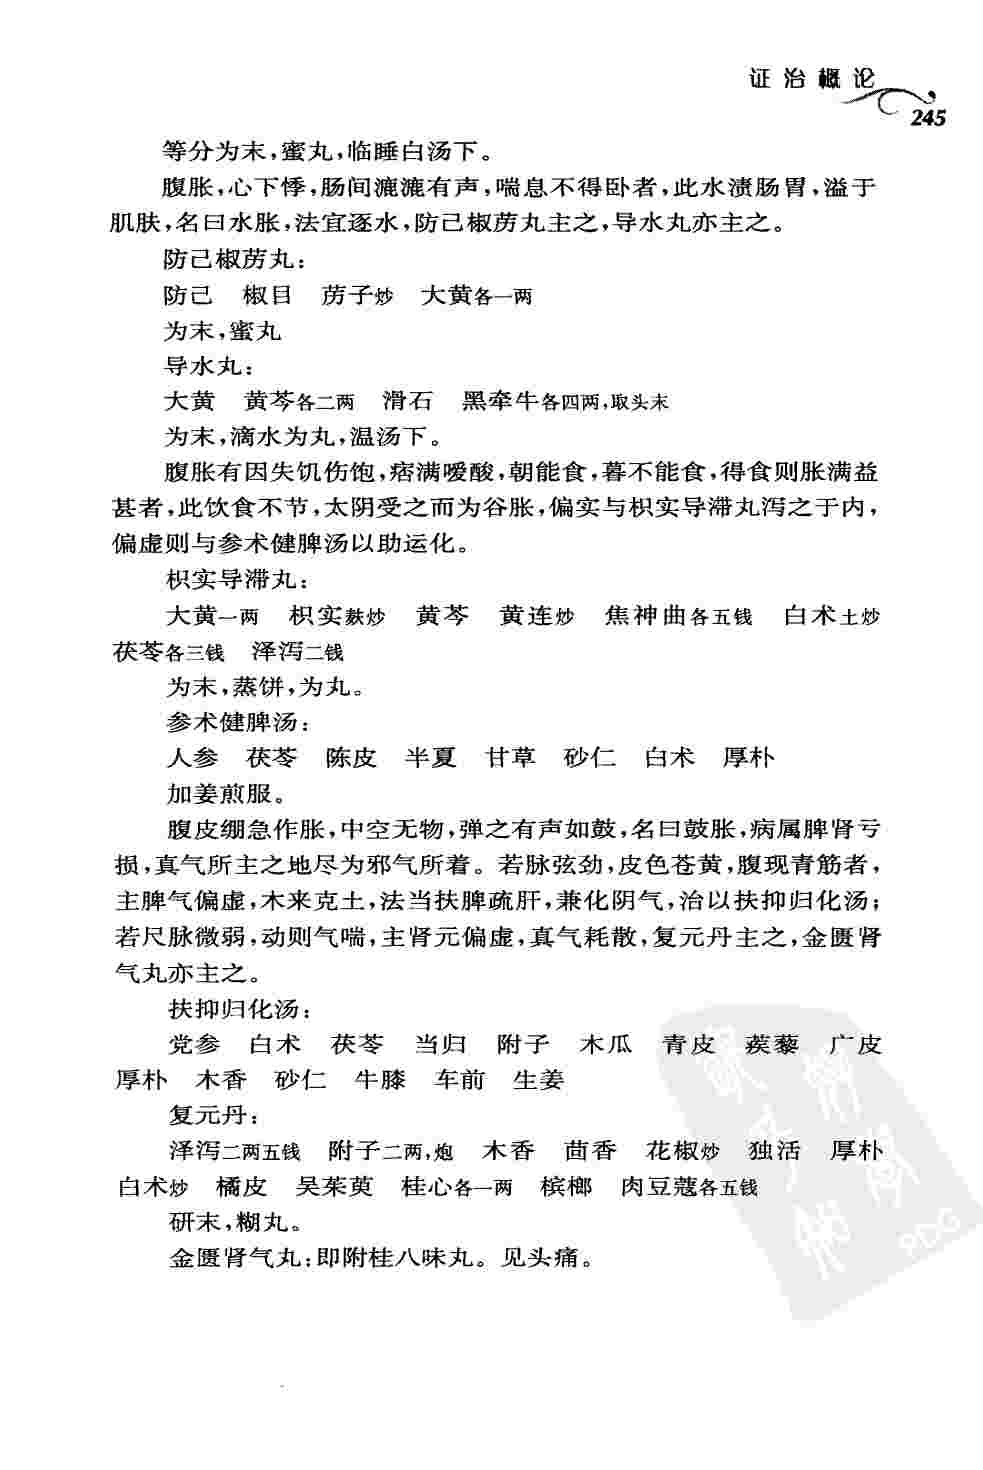 证治概论
245
等分为末,蜜丸,临睡白汤下。
腹胀,心下悸,肠间漉漉有声,喘息不得卧者,此水渍肠胃,溢于
肌肤,名曰水胀,法宜逐水,防己椒苈丸主之,导水丸亦主之。
防己椒苈丸:
防己 椒目 苈子炒 大黄各一两
为末,蜜丸
导水丸:
大黄 黄芩各二两 滑石 黑牵牛各四两,取头末
为末,滴水为丸,温汤下。
腹胀有因失饥伤饱,痞满嗳酸,朝能食,暮不能食,得食则胀满益
甚者,此饮食不节,太阴受之而为谷胀,偏实与枳实导滞丸泻之于内,
偏虚则与参术健脾汤以助运化。
枳实导滞丸:
大黄一两 枳实麸炒 黄芩 黄连炒 焦神曲各五钱 白术土炒
茯苓各三钱 泽泻二钱
为末,蒸饼,为丸。
参术健脾汤:
人参 茯苓 陈皮 半夏 甘草 砂仁 白术 厚朴
加姜煎服。
腹皮绷急作胀,中空无物,弹之有声如鼓,名曰鼓胀,病属脾肾亏
损,真气所主之地尽为邪气所着。若脉弦劲,皮色苍黄,腹现青筋者,
主脾气偏虚,木来克土,法当扶脾疏肝,兼化阴气,治以扶抑归化汤;
若尺脉微弱,动则气喘,主肾元偏虚,真气耗散,复元丹主之,金匮肾
气丸亦主之。
扶抑归化汤:
党参 白术 茯苓 当归 附子 木瓜 青皮 蒺藜 广皮
厚朴 木香 砂仁 牛膝 车前 生姜
复元丹:
泽泻二两五钱 附子二两,炮 木香 茴香 花椒炒 独活 厚朴
白术炒 橘皮 吴茱萸 桂心各一两 槟榔 肉豆蔻各五钱
研末,糊丸。
金匮肾气丸:即附桂八味丸。见头痛。
PDG